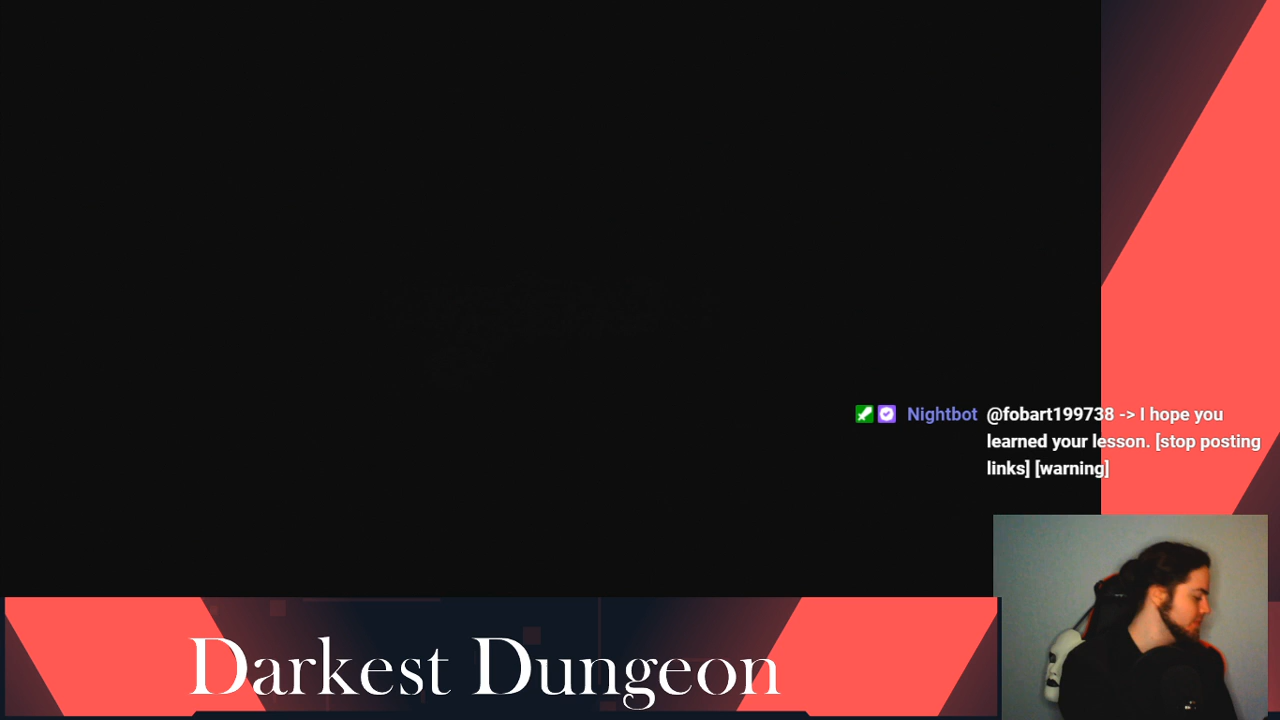 Nightbot @fobart199738 -> I hope you
learned your lesson. [stop posting
links] [warning]
Darkest Dungeon